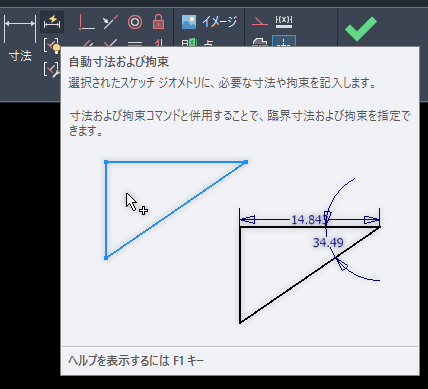 イメージ
点
寸法
自動寸法および拘束
選択されたスケッチ ジオメトリに、必要な寸法や拘束を記入します。
寸法および拘束コマンドと併用することで、臨界寸法および拘束を指定で
きます。
14.843
34.49
ヘルプを表示するには F1 キー